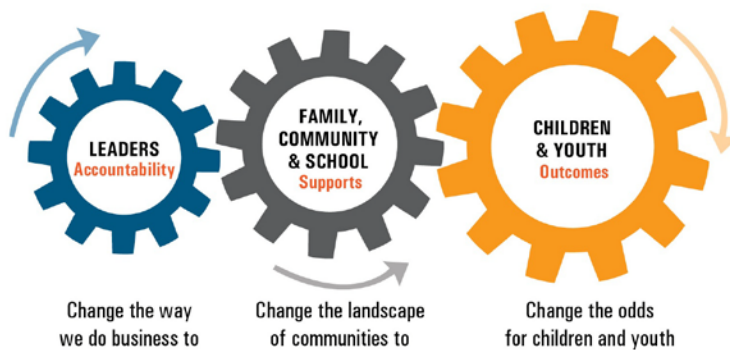 LEADERS
Accountability
FAMILY,
COMMUNITY
& SCHOOL
Supports
CHILDREN
& YOUTH
Outcomes
Change the way
we do business to
Change the landscape
of communities to
Change the odds
for children and youth